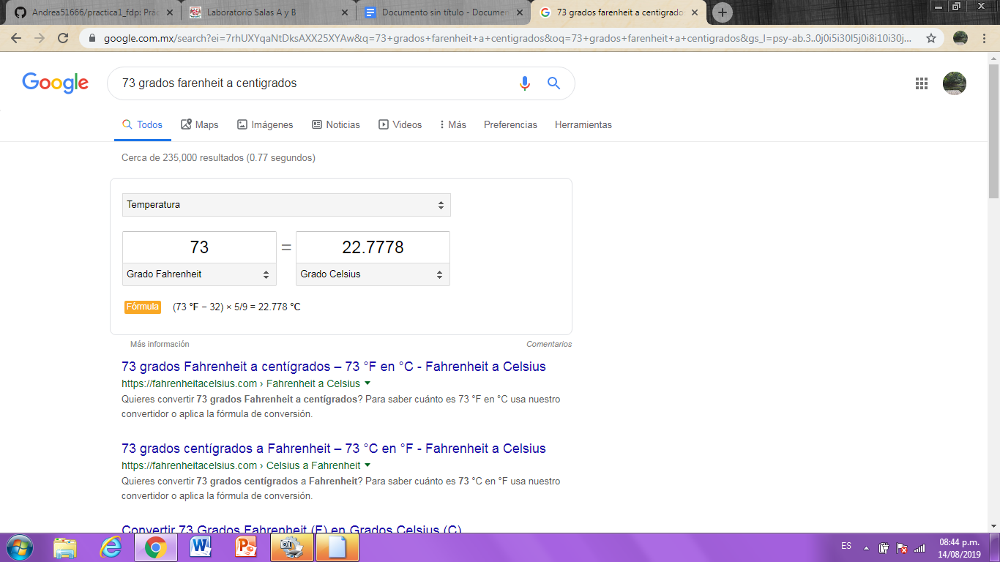 Andrea51666/practica1_fdp: Prác
Laboratorio Salas A y B
Documento sin título - Documen
73 grados farenheit a centigrados
google.com.mx/search?ei=7rhUXYqaNtDksAXX25XYAw&q=73+grados+farenheit+a+centigrados&oq=73+grados+farenheit+a+centigrados&gs_l=psy-ab.3..0j0i5i30l5j0i8i10i30j...
Google
73 grados farenheit a centigrados
Todos
Maps
Imágenes
Noticias
Videos
Más
Preferencias
Herramientas
Cerca de 235,000 resultados (0.77 segundos)
Temperatura
73 = 22.7778
Grado Fahrenheit
Grado Celsius
Fórmula (73 °F − 32) × 5/9 = 22.778 °C
Más información
Comentarios
73 grados Fahrenheit a centígrados – 73 °F en °C - Fahrenheit a Celsius
https://fahrenheitacelsius.com › Fahrenheit a Celsius
Quieres convertir 73 grados Fahrenheit a centígrados? Para saber cuánto es 73 °F en °C usa nuestro
convertidor o aplica la fórmula de conversión.
73 grados centígrados a Fahrenheit – 73 °C en °F - Fahrenheit a Celsius
https://fahrenheitacelsius.com › Celsius a Fahrenheit
Quieres convertir 73 grados centígrados a Fahrenheit? Para saber cuánto es 73 °C en °F usa nuestro
convertidor o aplica la fórmula de conversión.
Convertir 73 Grados Fahrenheit (F) en Grados Celsius (C)
ES
08:44 p.m.
14/08/2019